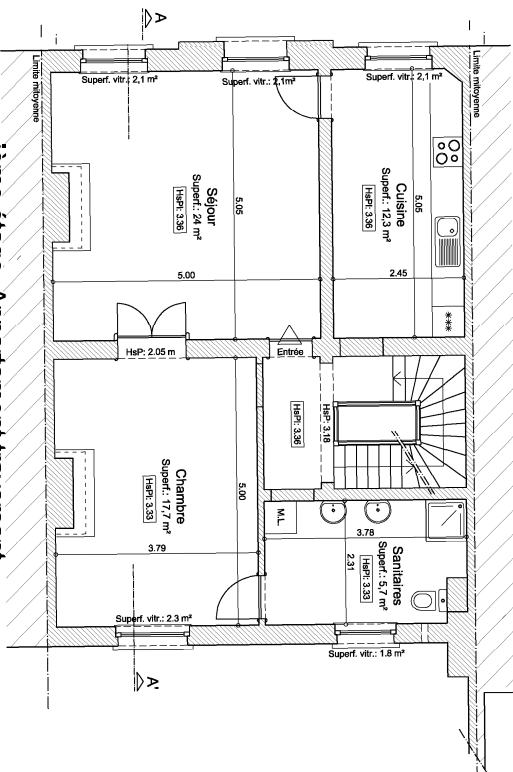 A
Limite mitoyenne
Limite mitoyenne
Superf. vitr.: 2,1 m²
Superf. vitr.: 2,1m²
Superf. vitr.: 2,1 m²
Séjour
Superf.: 24 m²
HsPl: 3.36
5.05
5.00
Cuisine
Superf.: 12,3 m²
HsPl: 3.36
5.05
2.45
***
HsP: 2.05 m
Entrée
HsPl: 3.36
HsP: 3.18
Chambre
Superf.: 17,7 m²
HsPl: 3.33
5.00
3.79
M.L.
Sanitaires
Superf.: 5,7 m²
HsPl: 3.33
3.78
2.31
Superf. vitr.: 2.3 m²
Superf. vitr.: 1.8 m²
A'